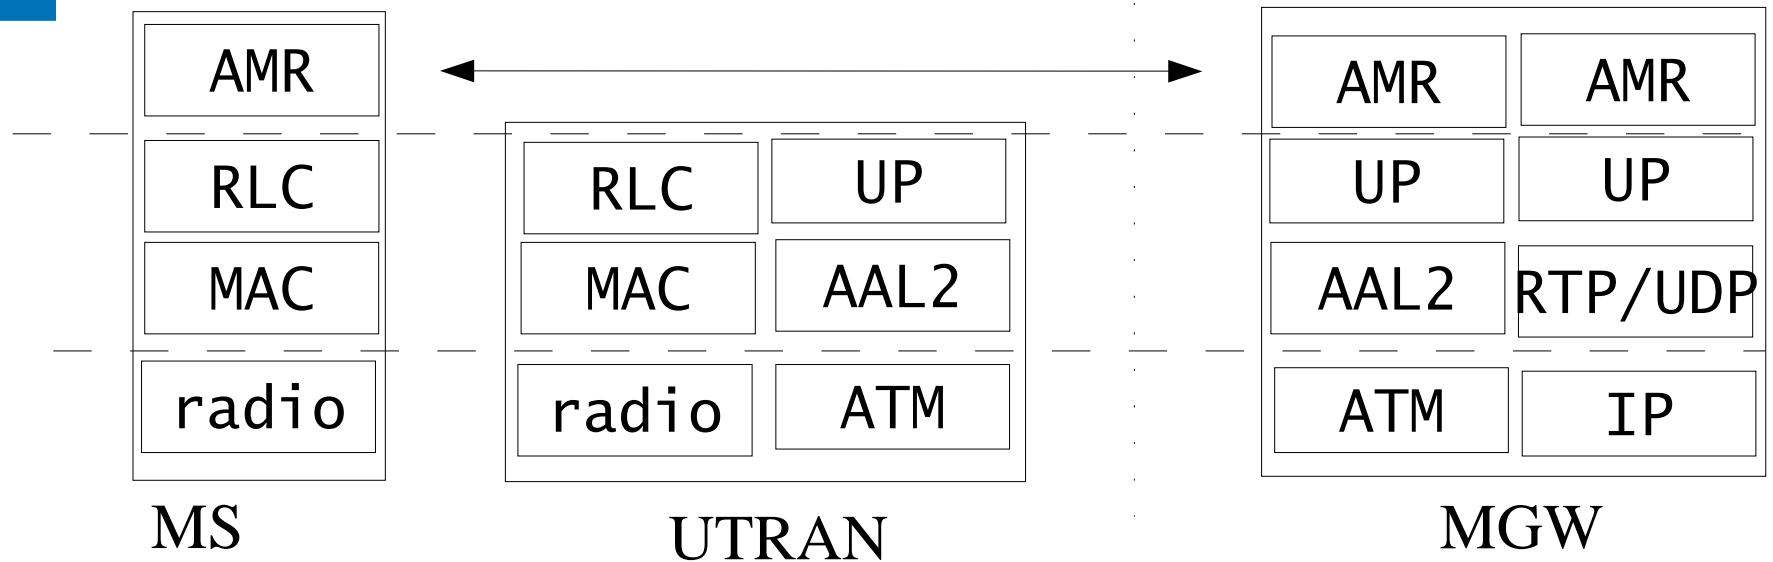 AMR
RLC
MAC
radio
MS
RLC UP
MAC AAL2
radio ATM
UTRAN
AMR AMR
UP UP
AAL2 RTP/UDP
ATM IP
MGW